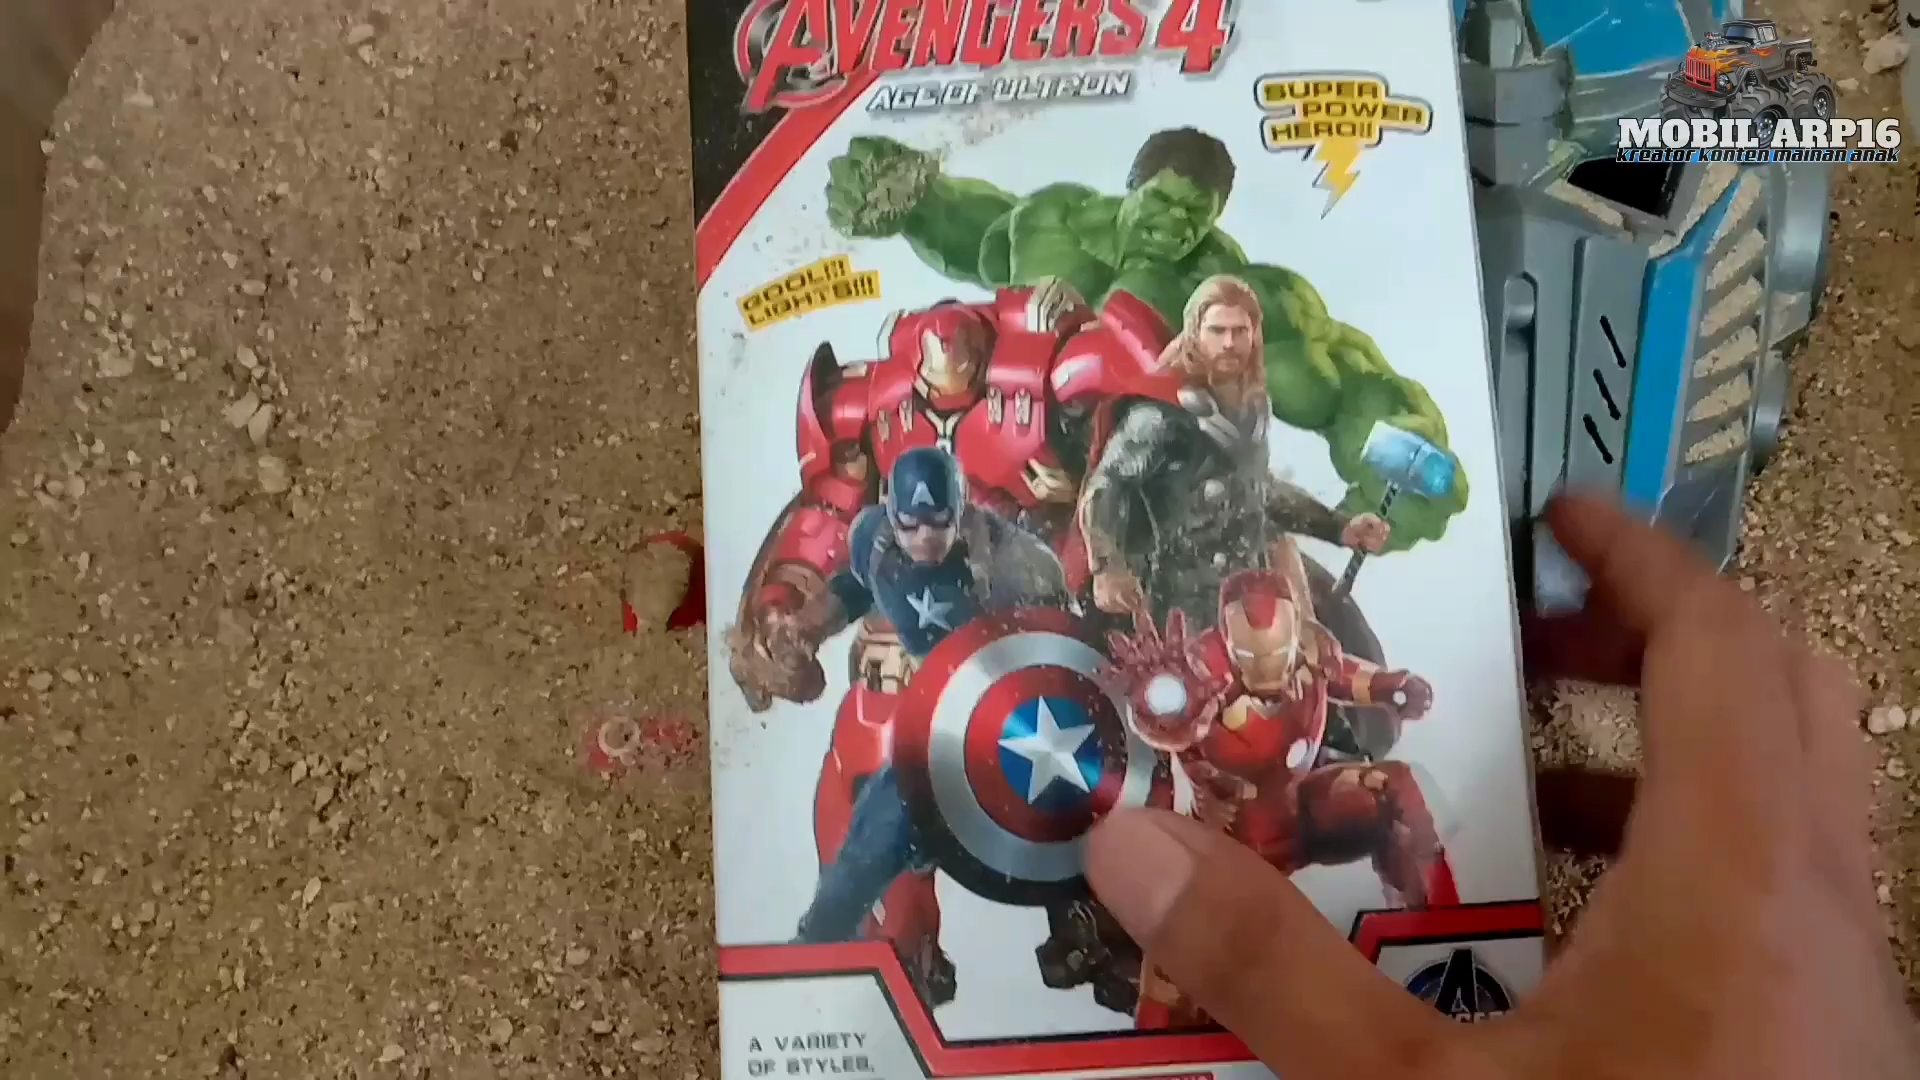 AVENGERS 4
AGE OF ULTRON
SUPER
POWER
HERO!!
COOL!!!
LIGHTS!!!
MOBIL ARP16
Kreator konten mainan anak
A
A
A VARIETY
OF STYLES,